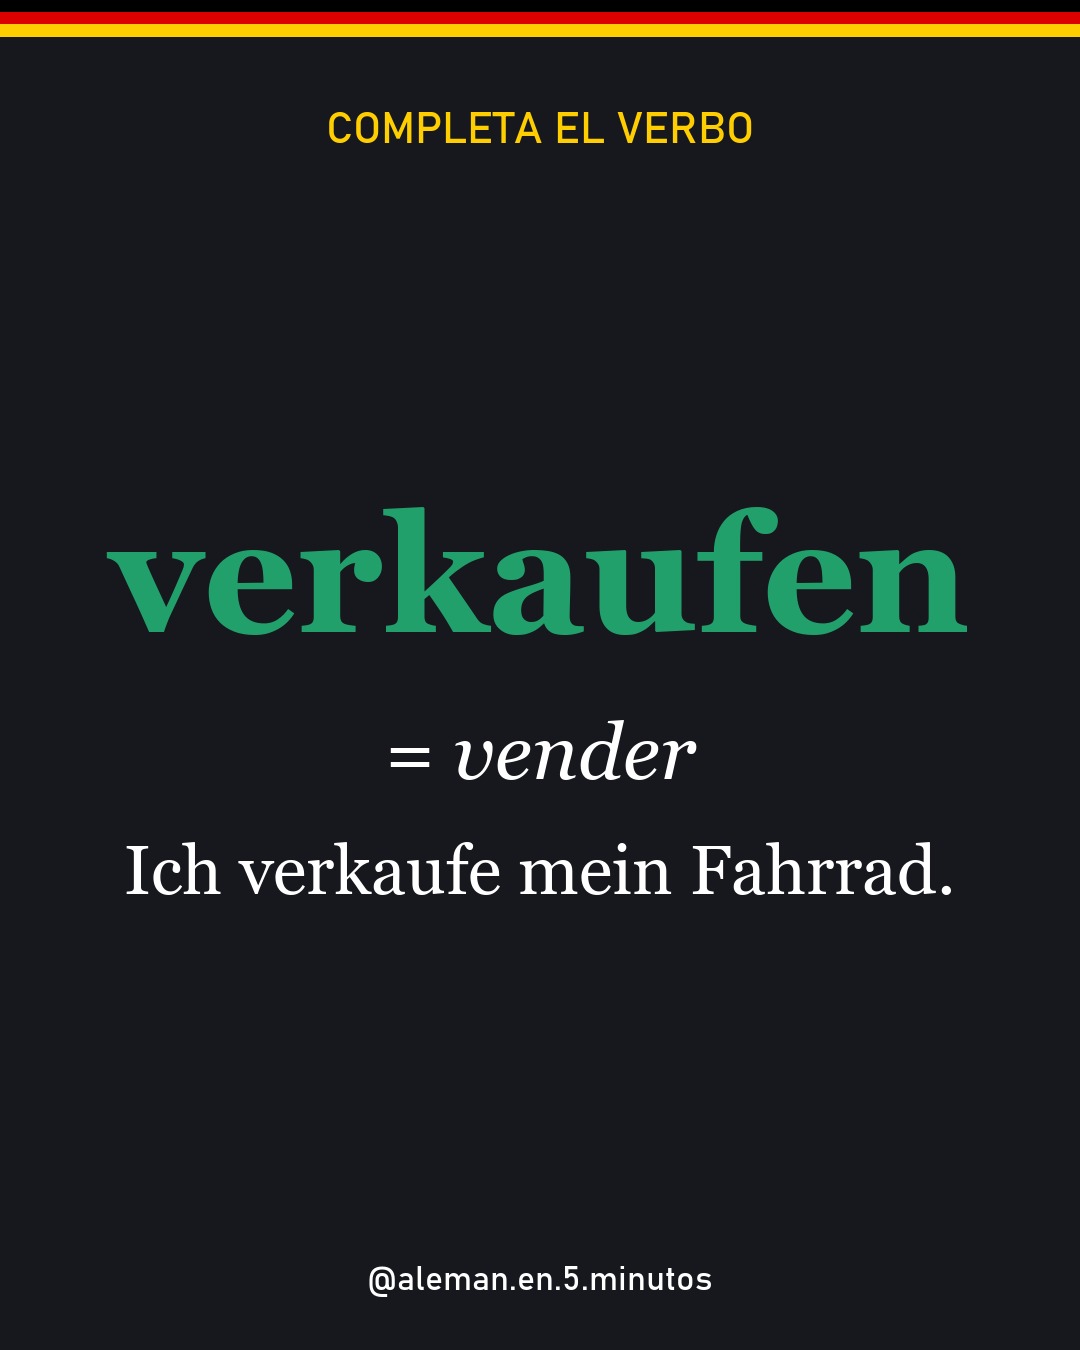 COMPLETA EL VERBO
verkaufen
= vender
Ich verkaufe mein Fahrrad.
@aleman.en.5.minutos